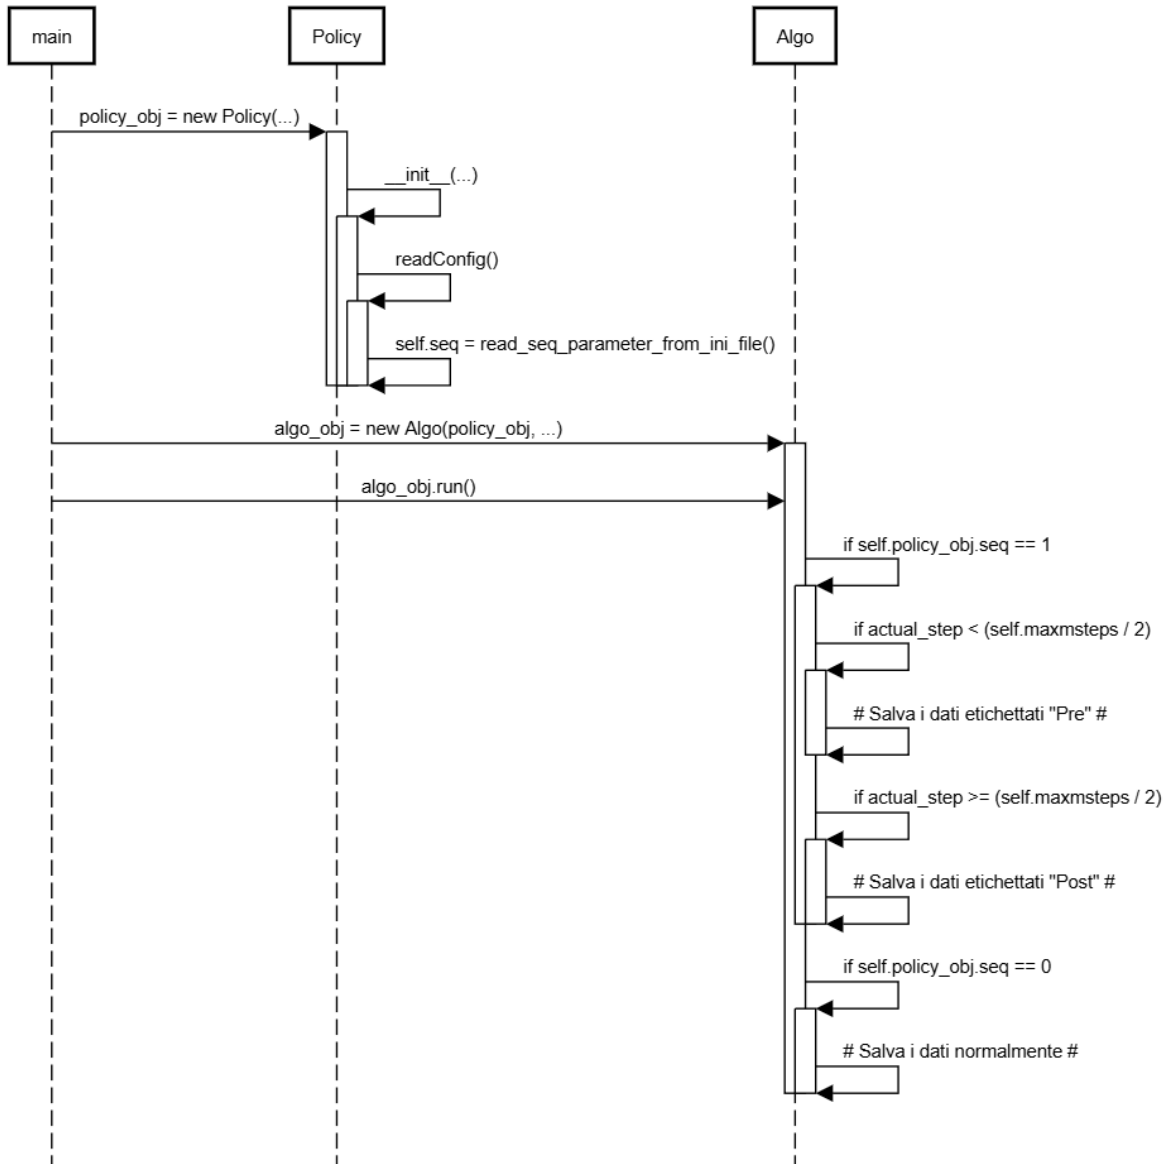 main
Policy
Algo
policy_obj = new Policy(...)
__init__(...)
readConfig()
self.seq = read_seq_parameter_from_ini_file()
algo_obj = new Algo(policy_obj, ...)
algo_obj.run()
if self.policy_obj.seq == 1
if actual_step < (self.maxmsteps / 2)
# Salva i dati etichettati "Pre" #
if actual_step >= (self.maxmsteps / 2)
# Salva i dati etichettati "Post" #
if self.policy_obj.seq == 0
# Salva i dati normalmente #